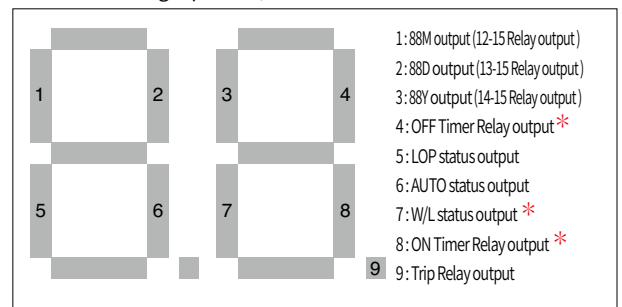 1:88M output (12-15 Relay output)
2:88D output (13-15 Relay output)
3:88Y output (14-15 Relay output)
4:OFF Timer Relay output*
5:LOP status output
6:AUTO status output
7:W/L status output *
8:ON Timer Relay output *
9:Trip Relay output
1 2 3 4
5 6 7 8
9